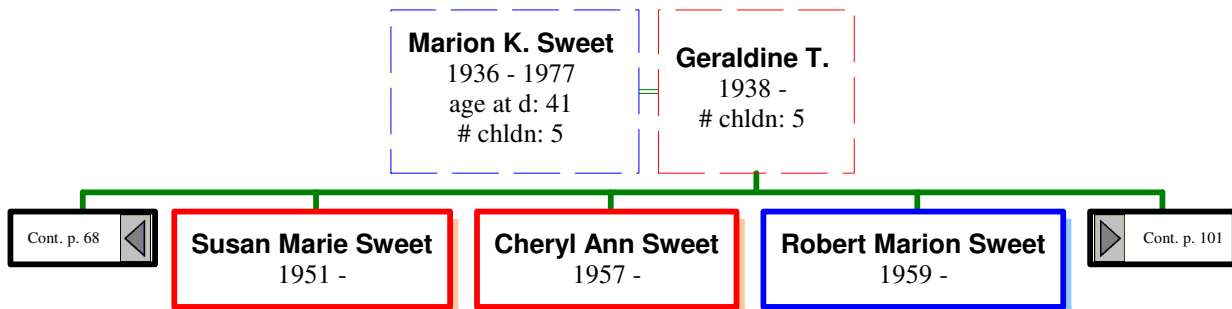 Marion K. Sweet
1936 - 1977
age at d: 41
# chldn: 5
Geraldine T.
1938 -
# chldn: 5
Cont. p. 68
Susan Marie Sweet
1951 -
Cheryl Ann Sweet
1957 -
Robert Marion Sweet
1959 -
Cont. p. 101